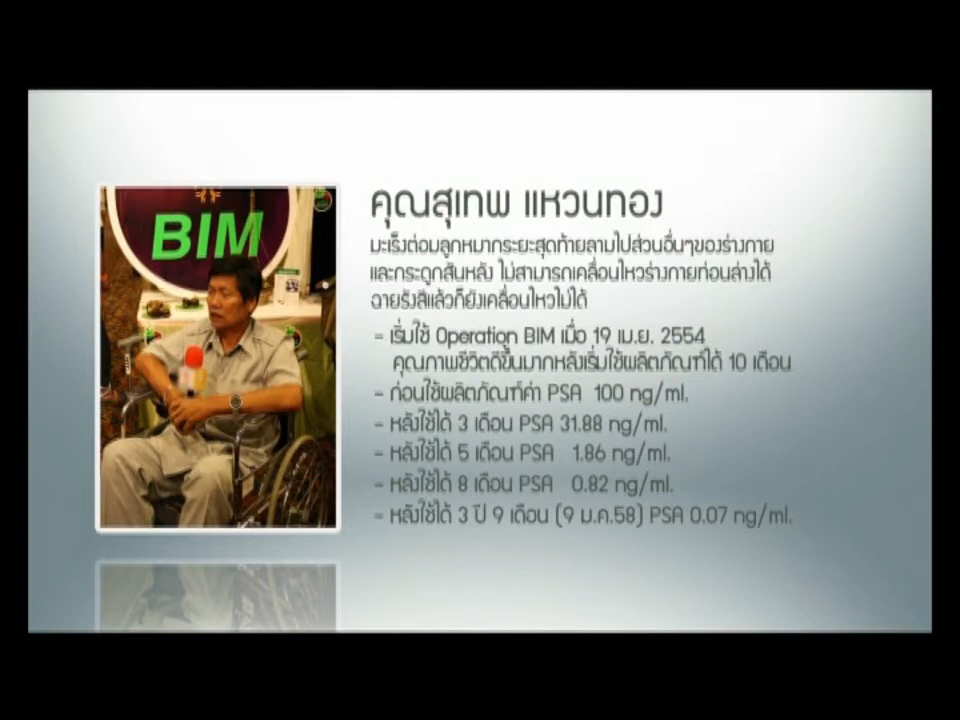 BIM
คุณสุเทพ แหวนทอง
มะเร็งต่อมลูกหมากระยะสุดท้ายลามไปส่วนอื่นๆของร่างกาย
และกระดูกสันหลัง ไม่สามารถเคลื่อนไหวร่างกายท่อนล่างได้
ฉายรังสีแล้วก็ยังเคลื่อนไหวไม่ได้
- เริ่มใช้ Operation BIM เมื่อ 19 เม.ย. 2554
คุณภาพชีวิตดีขึ้นมากหลังเริ่มใช้ผลิตภัณฑ์ได้ 10 เดือน
- ก่อนใช้ผลิตภัณฑ์ค่า PSA 100 ng/ml.
- หลังใช้ได้ 3 เดือน PSA 31.88 ng/ml.
- หลังใช้ได้ 5 เดือน PSA 1.86 ng/ml.
- หลังใช้ได้ 8 เดือน PSA 0.82 ng/ml.
- หลังใช้ได้ 3 ปี 9 เดือน (9 ม.ค.58) PSA 0.07 ng/ml.